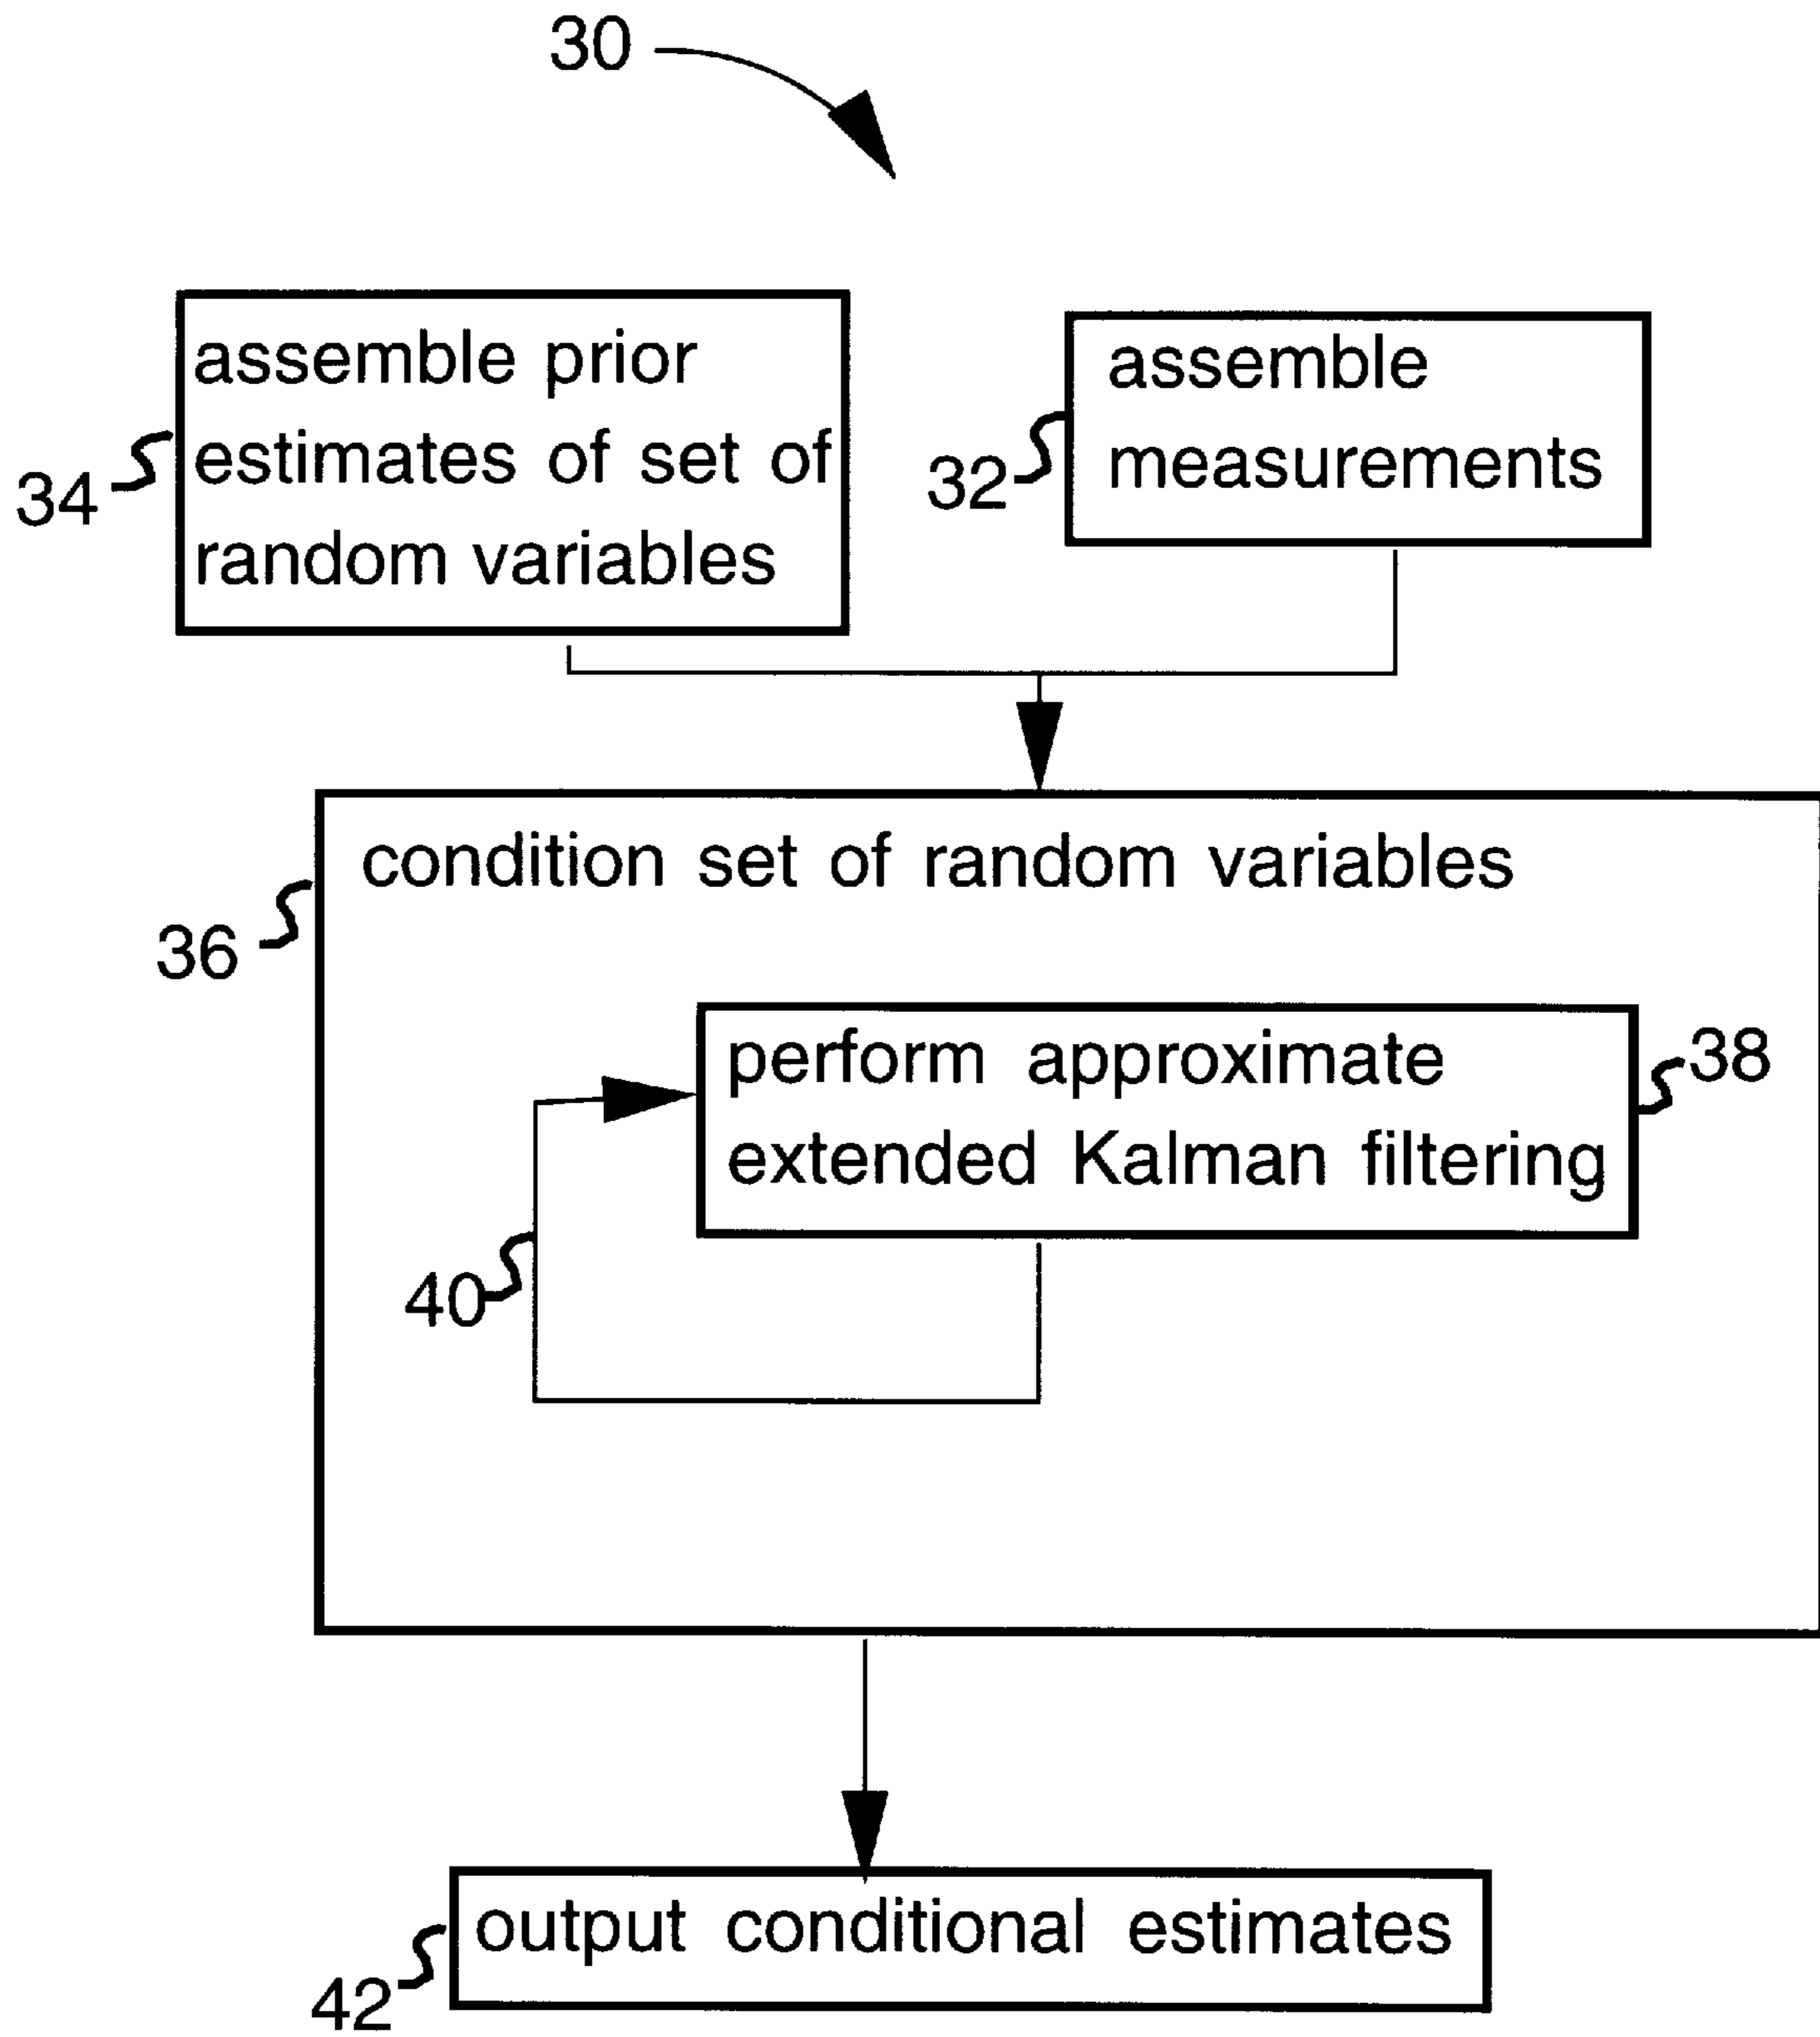 30
assemble prior
estimates of set of
random variables
34
assemble
measurements
32
condition set of random variables
36
perform approximate
extended Kalman filtering
38
40
output conditional estimates
42